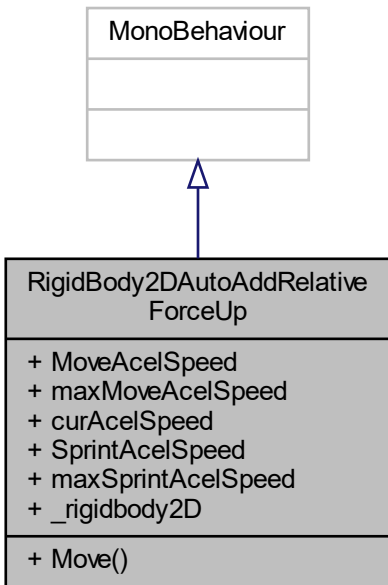 MonoBehaviour
RigidBody2DAutoAddRelative
ForceUp
+ MoveAcelSpeed
+ maxMoveAcelSpeed
+ curAcelSpeed
+ SprintAcelSpeed
+ maxSprintAcelSpeed
+ _rigidbody2D
+ Move()